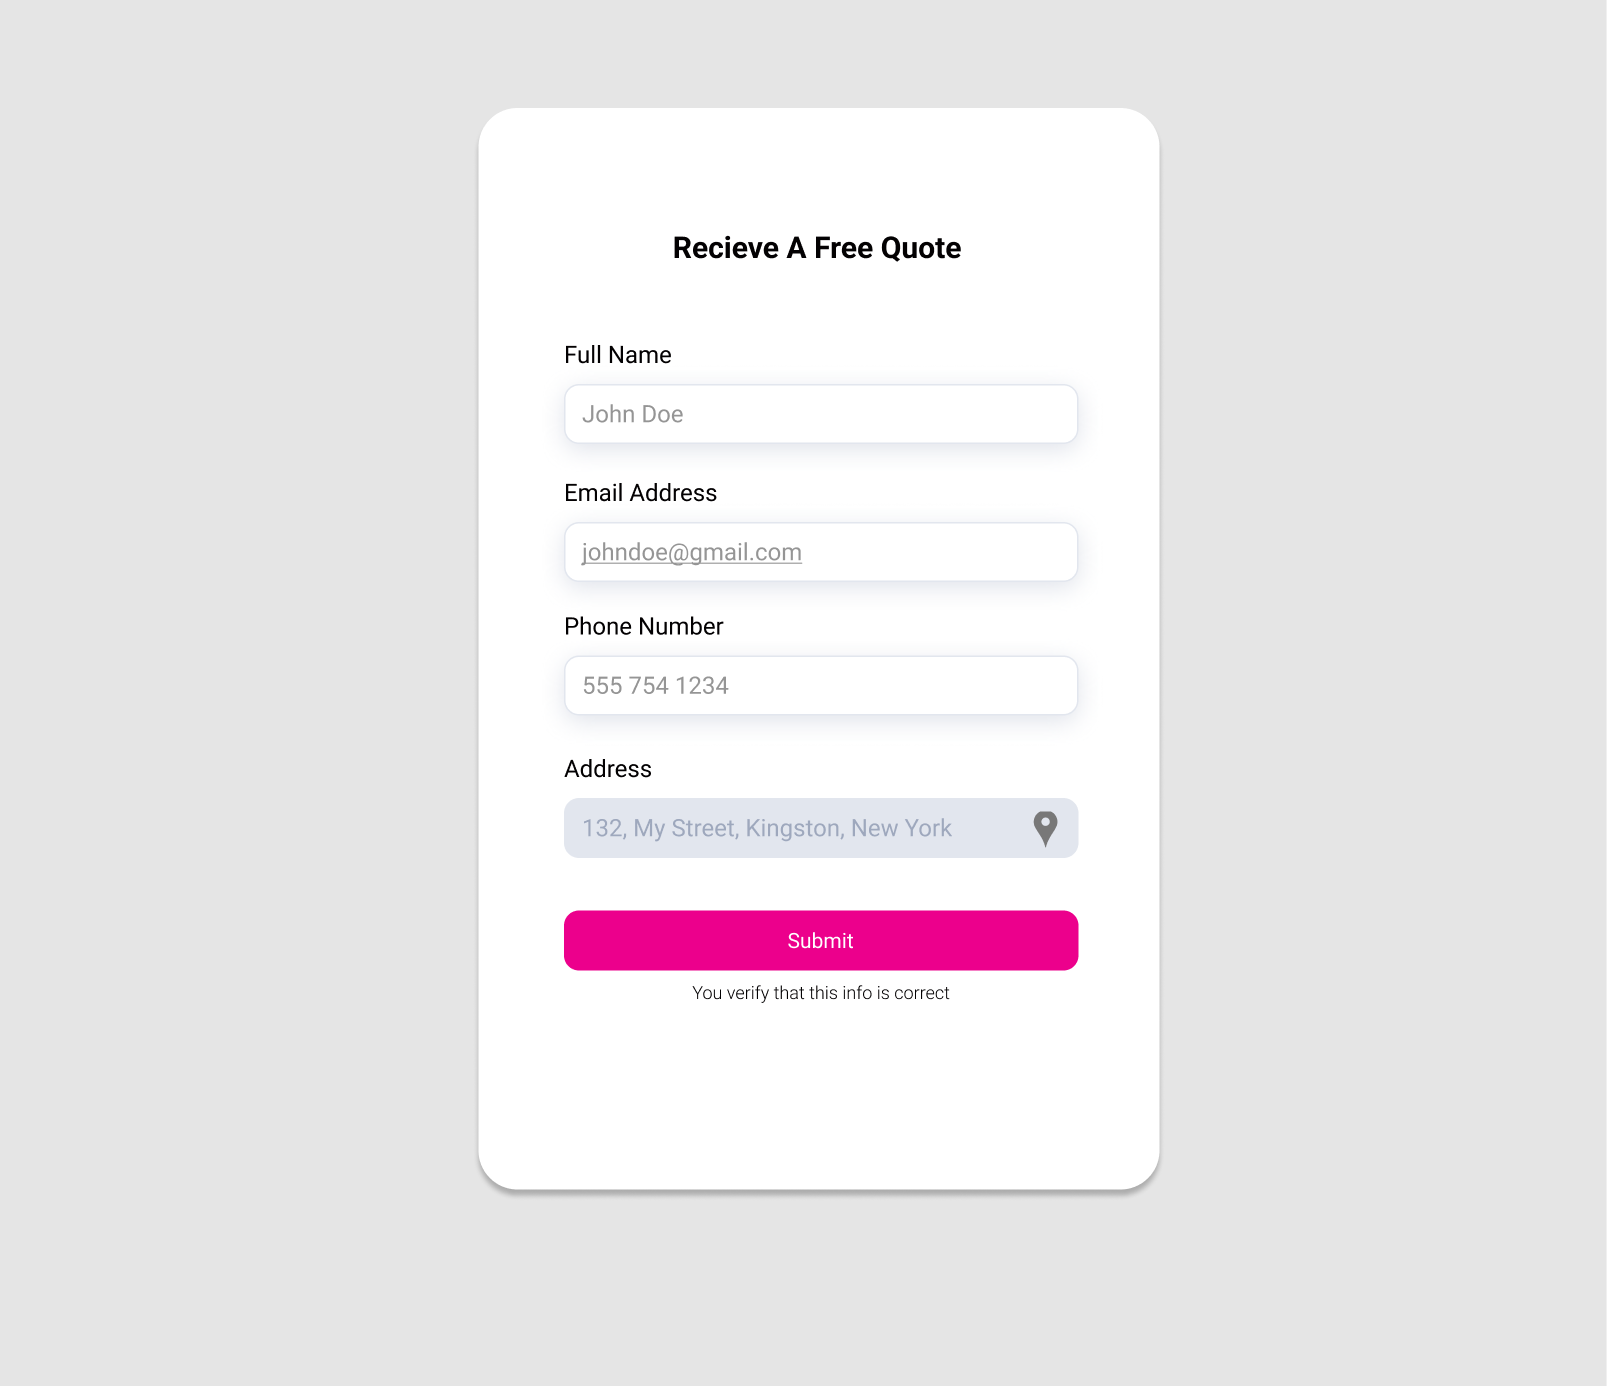 Recieve A Free Quote
Full Name
John Doe
Email Address
johndoe@gmail.com
Phone Number
555 754 1234
Address
132, My Street, Kingston, New York
Submit
You verify that this info is correct